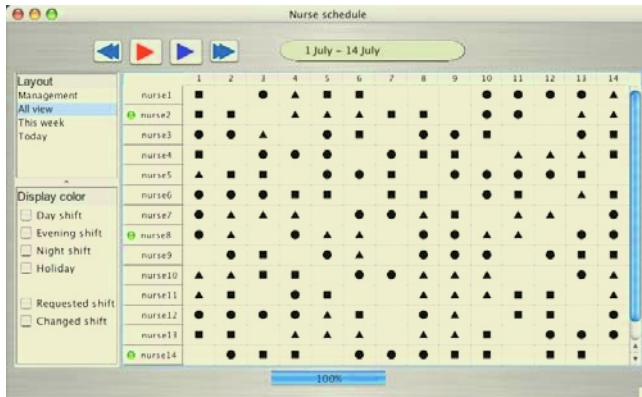 Nurse schedule
1 July – 14 July
Layout
Management
All view
This week
Today
Display color
Day shift
Evening shift
Night shift
Holiday
Requested shift
Changed shift
1 2 3 4 5 6 7 8 9 10 11 12 13 14
nurse1
nurse2
nurse3
nurse4
nurse5
nurse6
nurse7
nurse8
nurse9
nurse10
nurse11
nurse12
nurse13
nurse14
100%